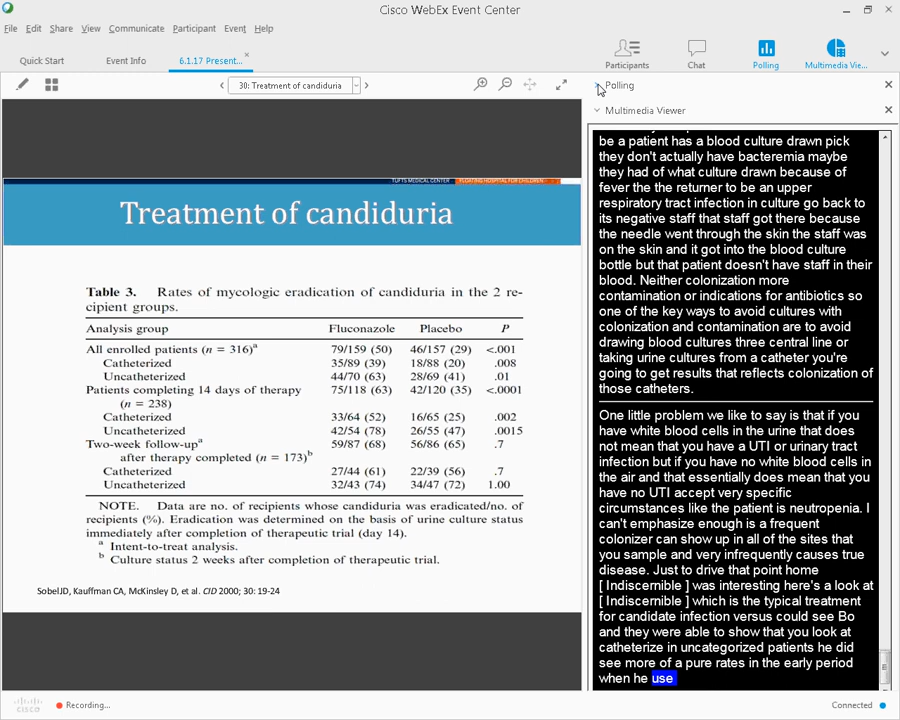 Cisco WebEx Event Center
File Edit Share View Communicate Participant Event Help
Quick Start Event Info 6.1.17 Present...
Participants Chat Polling Multimedia Vie...
30: Treatment of candiduria
Polling
Multimedia Viewer
TUFTS MEDICAL CENTER FLOATING HOSPITAL FOR CHILDREN
Treatment of candiduria
Table 3. Rates of mycologic eradication of candiduria in the 2 re-
cipient groups.
Analysis group Fluconazole Placebo P
All enrolled patients (n = 316)a 79/159 (50) 46/157 (29) <.001
Catheterized 35/89 (39) 18/88 (20) .008
Uncatheterized 44/70 (63) 28/69 (41) .01
Patients completing 14 days of therapy 75/118 (63) 42/120 (35) <.0001
(n = 238)
Catheterized 33/64 (52) 16/65 (25) .002
Uncatheterized 42/54 (78) 26/55 (47) .0015
Two-week follow-upa 59/87 (68) 56/86 (65) .7
after therapy completed (n = 173)b
Catheterized 27/44 (61) 22/39 (56) .7
Uncatheterized 32/43 (74) 34/47 (72) 1.00
NOTE. Data are no. of recipients whose candiduria was eradicated/no. of
recipients (%). Eradication was determined on the basis of urine culture status
immediately after completion of therapeutic trial (day 14).
a Intent-to-treat analysis.
b Culture status 2 weeks after completion of therapeutic trial.
SobelJD, Kauffman CA, McKinsley D, et al. CID 2000; 30: 19-24
be a patient has a blood culture drawn pick
they don't actually have bacteremia maybe
they had of what culture drawn because of
fever the the returner to be an upper
respiratory tract infection in culture go back to
its negative staff that staff got there because
the needle went through the skin the staff was
on the skin and it got into the blood culture
bottle but that patient doesn't have staff in their
blood. Neither colonization more
contamination or indications for antibiotics so
one of the key ways to avoid cultures with
colonization and contamination are to avoid
drawing blood cultures three central line or
taking urine cultures from a catheter you're
going to get results that reflects colonization of
those catheters.
One little problem we like to say is that if you
have white blood cells in the urine that does
not mean that you have a UTI or urinary tract
infection but if you have no white blood cells in
the air and that essentially does mean that you
have no UTI accept very specific
circumstances like the patient is neutropenia. I
can't emphasize enough is a frequent
colonizer can show up in all of the sites that
you sample and very infrequently causes true
disease. Just to drive that point home
[ Indiscernible ] was interesting here's a look at
[ Indiscernible ] which is the typical treatment
for candidate infection versus could see Bo
and they were able to show that you look at
catheterize in uncategorized patients he did
see more of a pure rates in the early period
when he use
cisco Recording... Connected